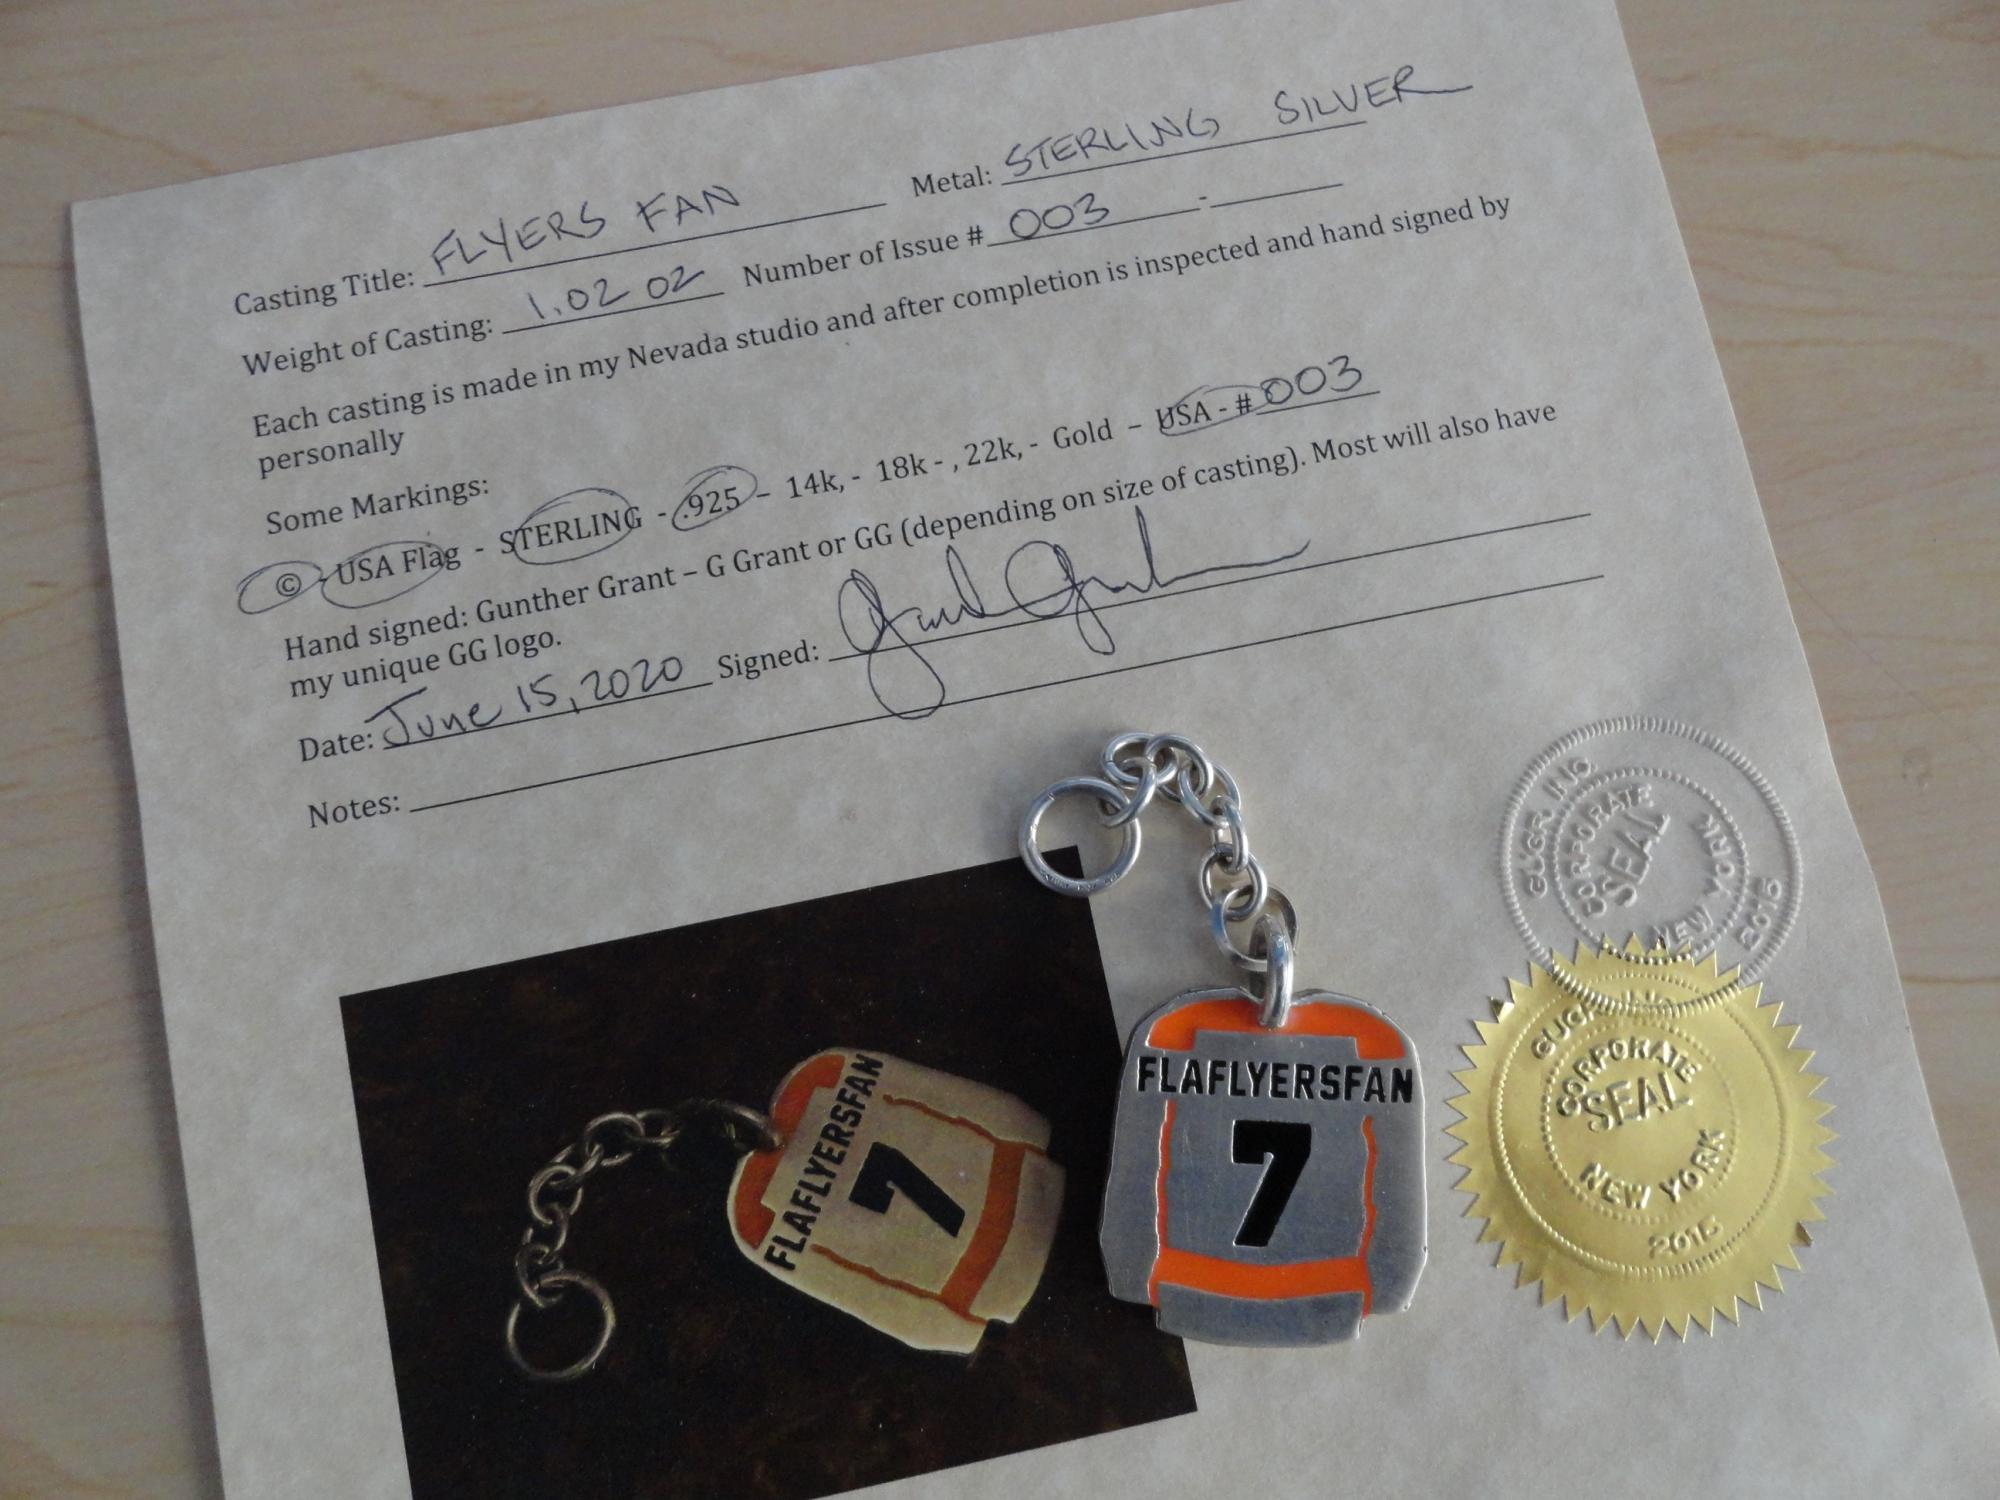 Casting Title: FLYERS FAN Metal: STERLING SILVER
Weight of Casting: 1.02 OZ Number of Issue # 003 -
Each casting is made in my Nevada studio and after completion is inspected and hand signed by
personally
Some Markings:
© - USA Flag - STERLING - .925 – 14k, - 18k - , 22k, - Gold – USA - # 003
Hand signed: Gunther Grant – G Grant or GG (depending on size of casting). Most will also have
my unique GG logo.
Date: June 15, 2020 Signed:
Notes:
GUGR INC
CORPORATE
SEAL
NEW YORK
2015
FLAFLYERSFAN
7
FLAFLYERSFAN
7
GUGR INC
CORPORATE
SEAL
NEW YORK
2015